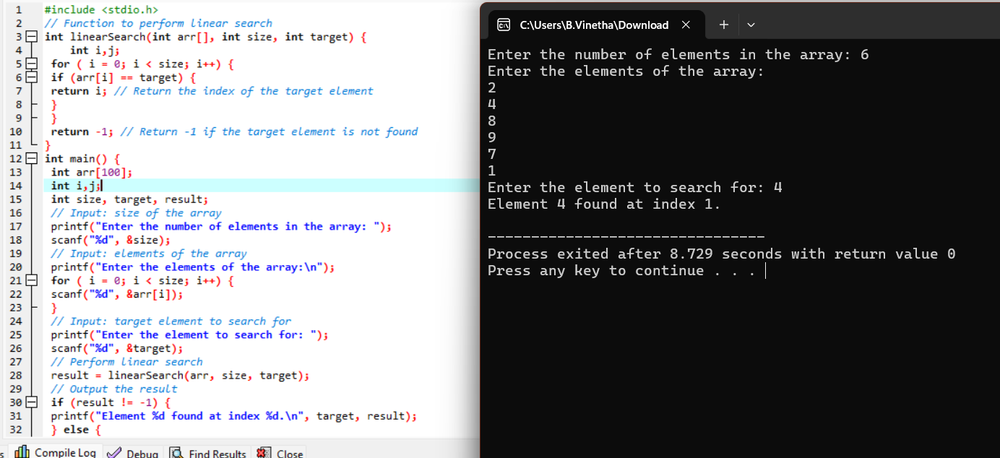 1 #include <stdio.h>
2 // Function to perform linear search
3 int linearSearch(int arr[], int size, int target) {
4 int i,j;
5 for ( i = 0; i < size; i++) {
6 if (arr[i] == target) {
7 return i; // Return the index of the target element
8 }
9 }
10 return -1; // Return -1 if the target element is not found
11 }
12 int main() {
13 int arr[100];
14 int i,j;
15 int size, target, result;
16 // Input: size of the array
17 printf("Enter the number of elements in the array: ");
18 scanf("%d", &size);
19 // Input: elements of the array
20 printf("Enter the elements of the array:\n");
21 for ( i = 0; i < size; i++) {
22 scanf("%d", &arr[i]);
23 }
24 // Input: target element to search for
25 printf("Enter the element to search for: ");
26 scanf("%d", &target);
27 // Perform linear search
28 result = linearSearch(arr, size, target);
29 // Output the result
30 if (result != -1) {
31 printf("Element %d found at index %d.\n", target, result);
32 } else {
s Compile Log Debug Find Results Close
C:\Users\B.Vinetha\Download
Enter the number of elements in the array: 6
Enter the elements of the array:
2
4
8
9
7
1
Enter the element to search for: 4
Element 4 found at index 1.
--------------------------------
Process exited after 8.729 seconds with return value 0
Press any key to continue . . .